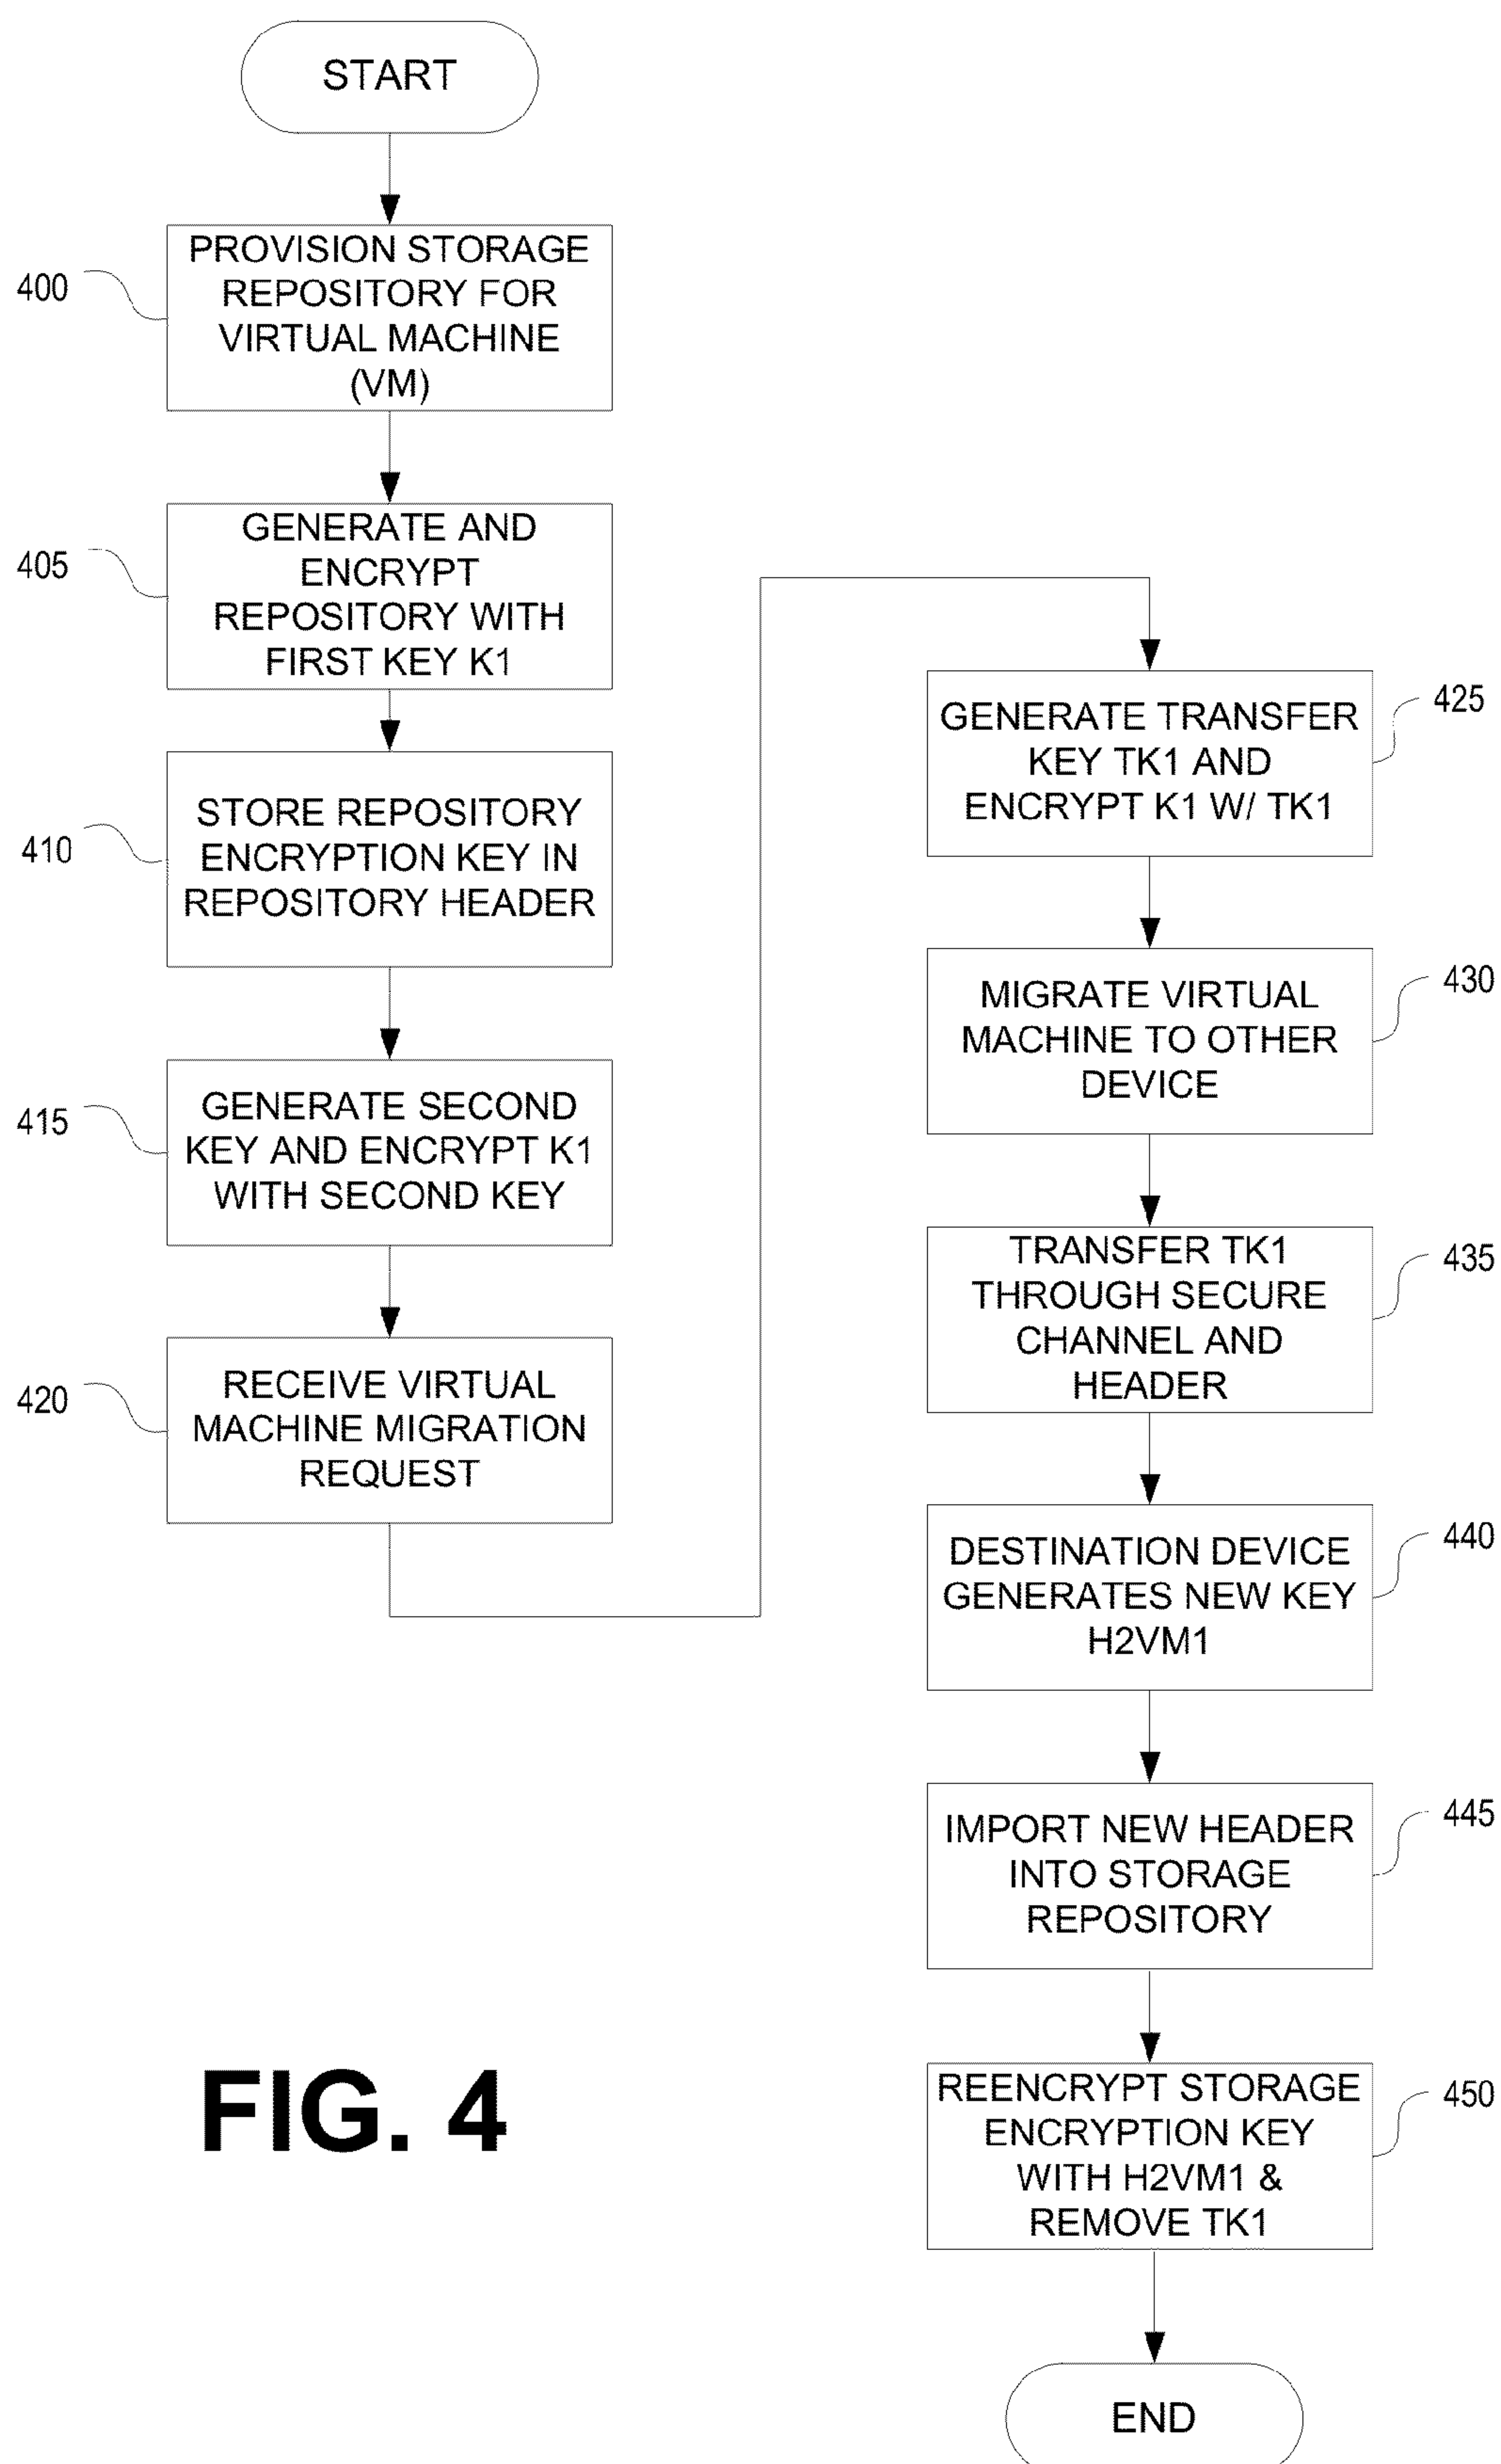 START
400
PROVISION STORAGE
REPOSITORY FOR
VIRTUAL MACHINE
(VM)
405
GENERATE AND
ENCRYPT
REPOSITORY WITH
FIRST KEY K1
410
STORE REPOSITORY
ENCRYPTION KEY IN
REPOSITORY HEADER
415
GENERATE SECOND
KEY AND ENCRYPT K1
WITH SECOND KEY
420
RECEIVE VIRTUAL
MACHINE MIGRATION
REQUEST
425
GENERATE TRANSFER
KEY TK1 AND
ENCRYPT K1 W/ TK1
430
MIGRATE VIRTUAL
MACHINE TO OTHER
DEVICE
435
TRANSFER TK1
THROUGH SECURE
CHANNEL AND
HEADER
440
DESTINATION DEVICE
GENERATES NEW KEY
H2VM1
445
IMPORT NEW HEADER
INTO STORAGE
REPOSITORY
450
REENCRYPT STORAGE
ENCRYPTION KEY
WITH H2VM1 &
REMOVE TK1
END
FIG. 4